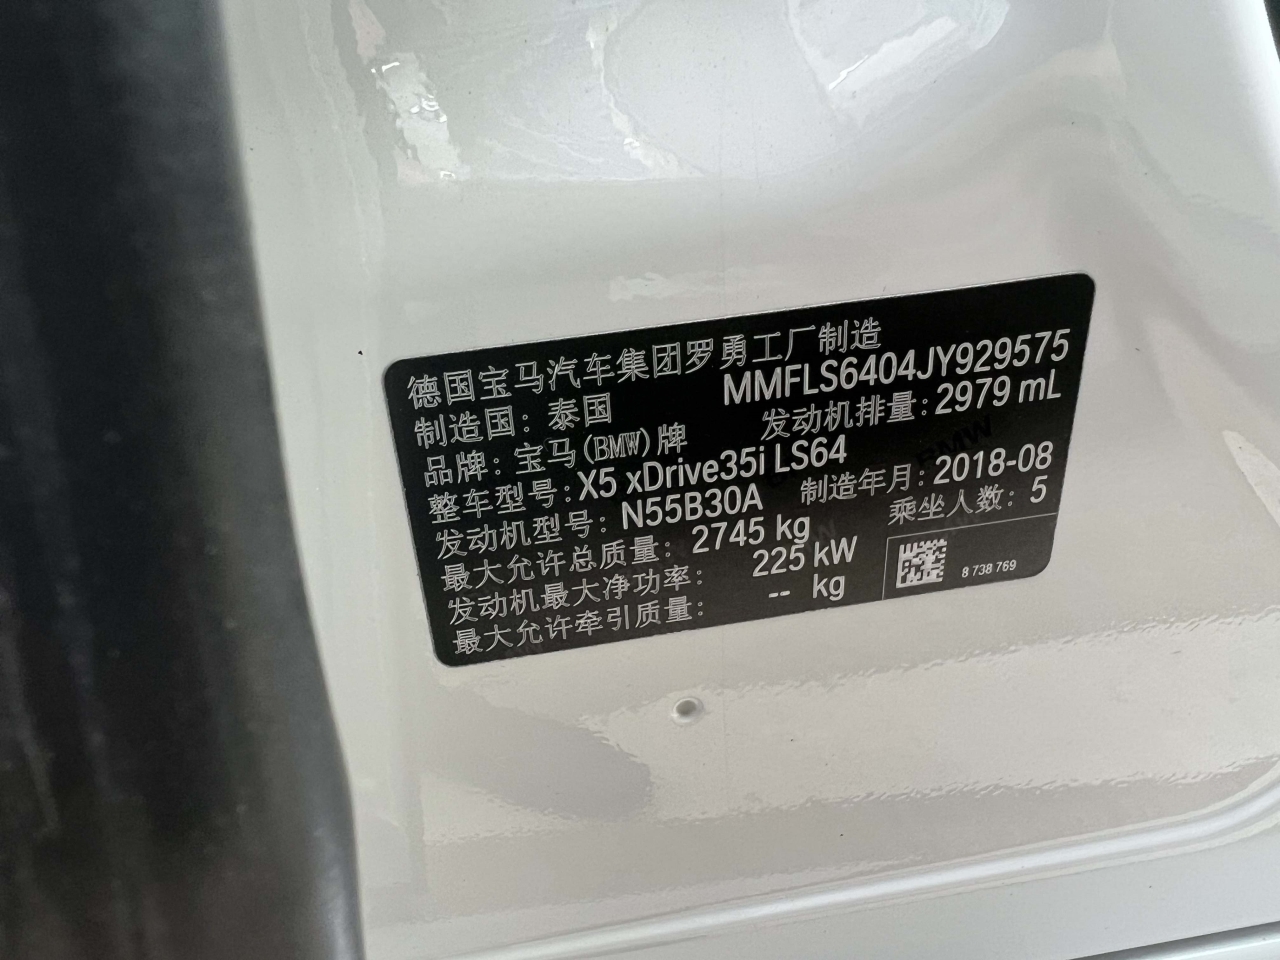 德国宝马汽车集团罗勇工厂制造
制造国：泰国 MMFLS6404JY929575
品牌：宝马(BMW)牌 发动机排量：2979 mL
整车型号：X5 xDrive35i LS64
发动机型号：N55B30A 制造年月：2018-08
最大允许总质量：2745 kg 乘坐人数：5
发动机最大净功率：225 kW
最大允许牵引质量：-- kg
8 738 769
BMW